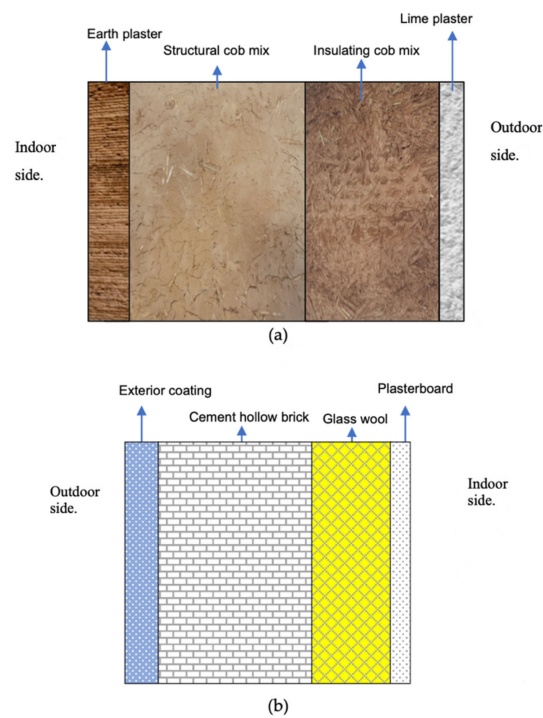 Lime plaster
Earth plaster
Structural cob mix
Insulating cob mix
Indoor
side.
Outdoor
side.
(a)
Exterior coating
Plasterboard
Cement hollow brick
Glass wool
Outdoor
side.
Indoor
side.
(b)